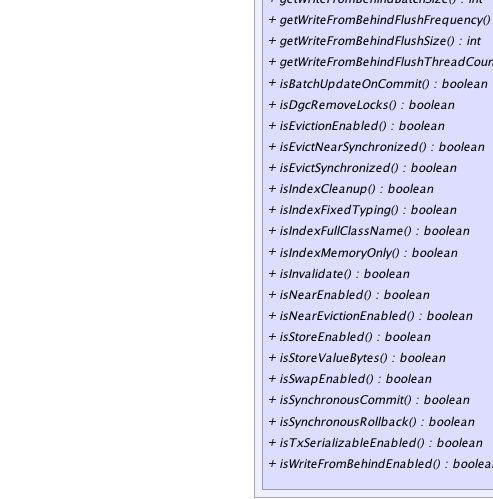 + getWriteFromBehindBatchSize() : int
+ getWriteFromBehindFlushFrequency()
+ getWriteFromBehindFlushSize() : int
+ getWriteFromBehindFlushThreadCoun
+ isBatchUpdateOnCommit() : boolean
+ isDgcRemoveLocks() : boolean
+ isEvictionEnabled() : boolean
+ isEvictNearSynchronized() : boolean
+ isEvictSynchronized() : boolean
+ isIndexCleanup() : boolean
+ isIndexFixedTyping() : boolean
+ isIndexFullClassName() : boolean
+ isIndexMemoryOnly() : boolean
+ isInvalidate() : boolean
+ isNearEnabled() : boolean
+ isNearEvictionEnabled() : boolean
+ isStoreEnabled() : boolean
+ isStoreValueBytes() : boolean
+ isSwapEnabled() : boolean
+ isSynchronousCommit() : boolean
+ isSynchronousRollback() : boolean
+ isTxSerializableEnabled() : boolean
+ isWriteFromBehindEnabled() : boolea